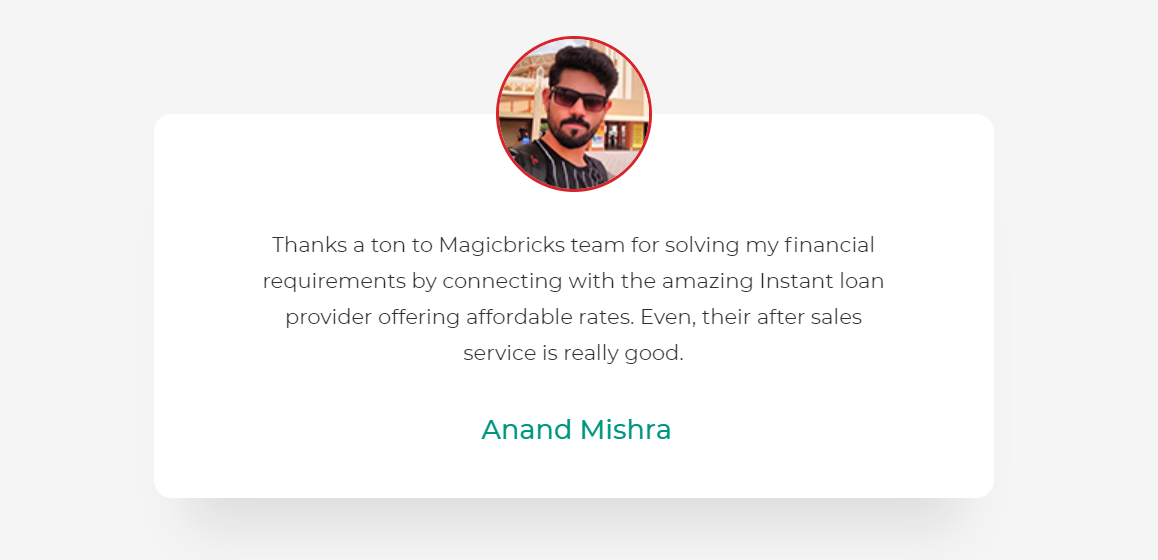 Thanks a ton to Magicbricks team for solving my financial
requirements by connecting with the amazing Instant loan
provider offering affordable rates. Even, their after sales
service is really good.
Anand Mishra